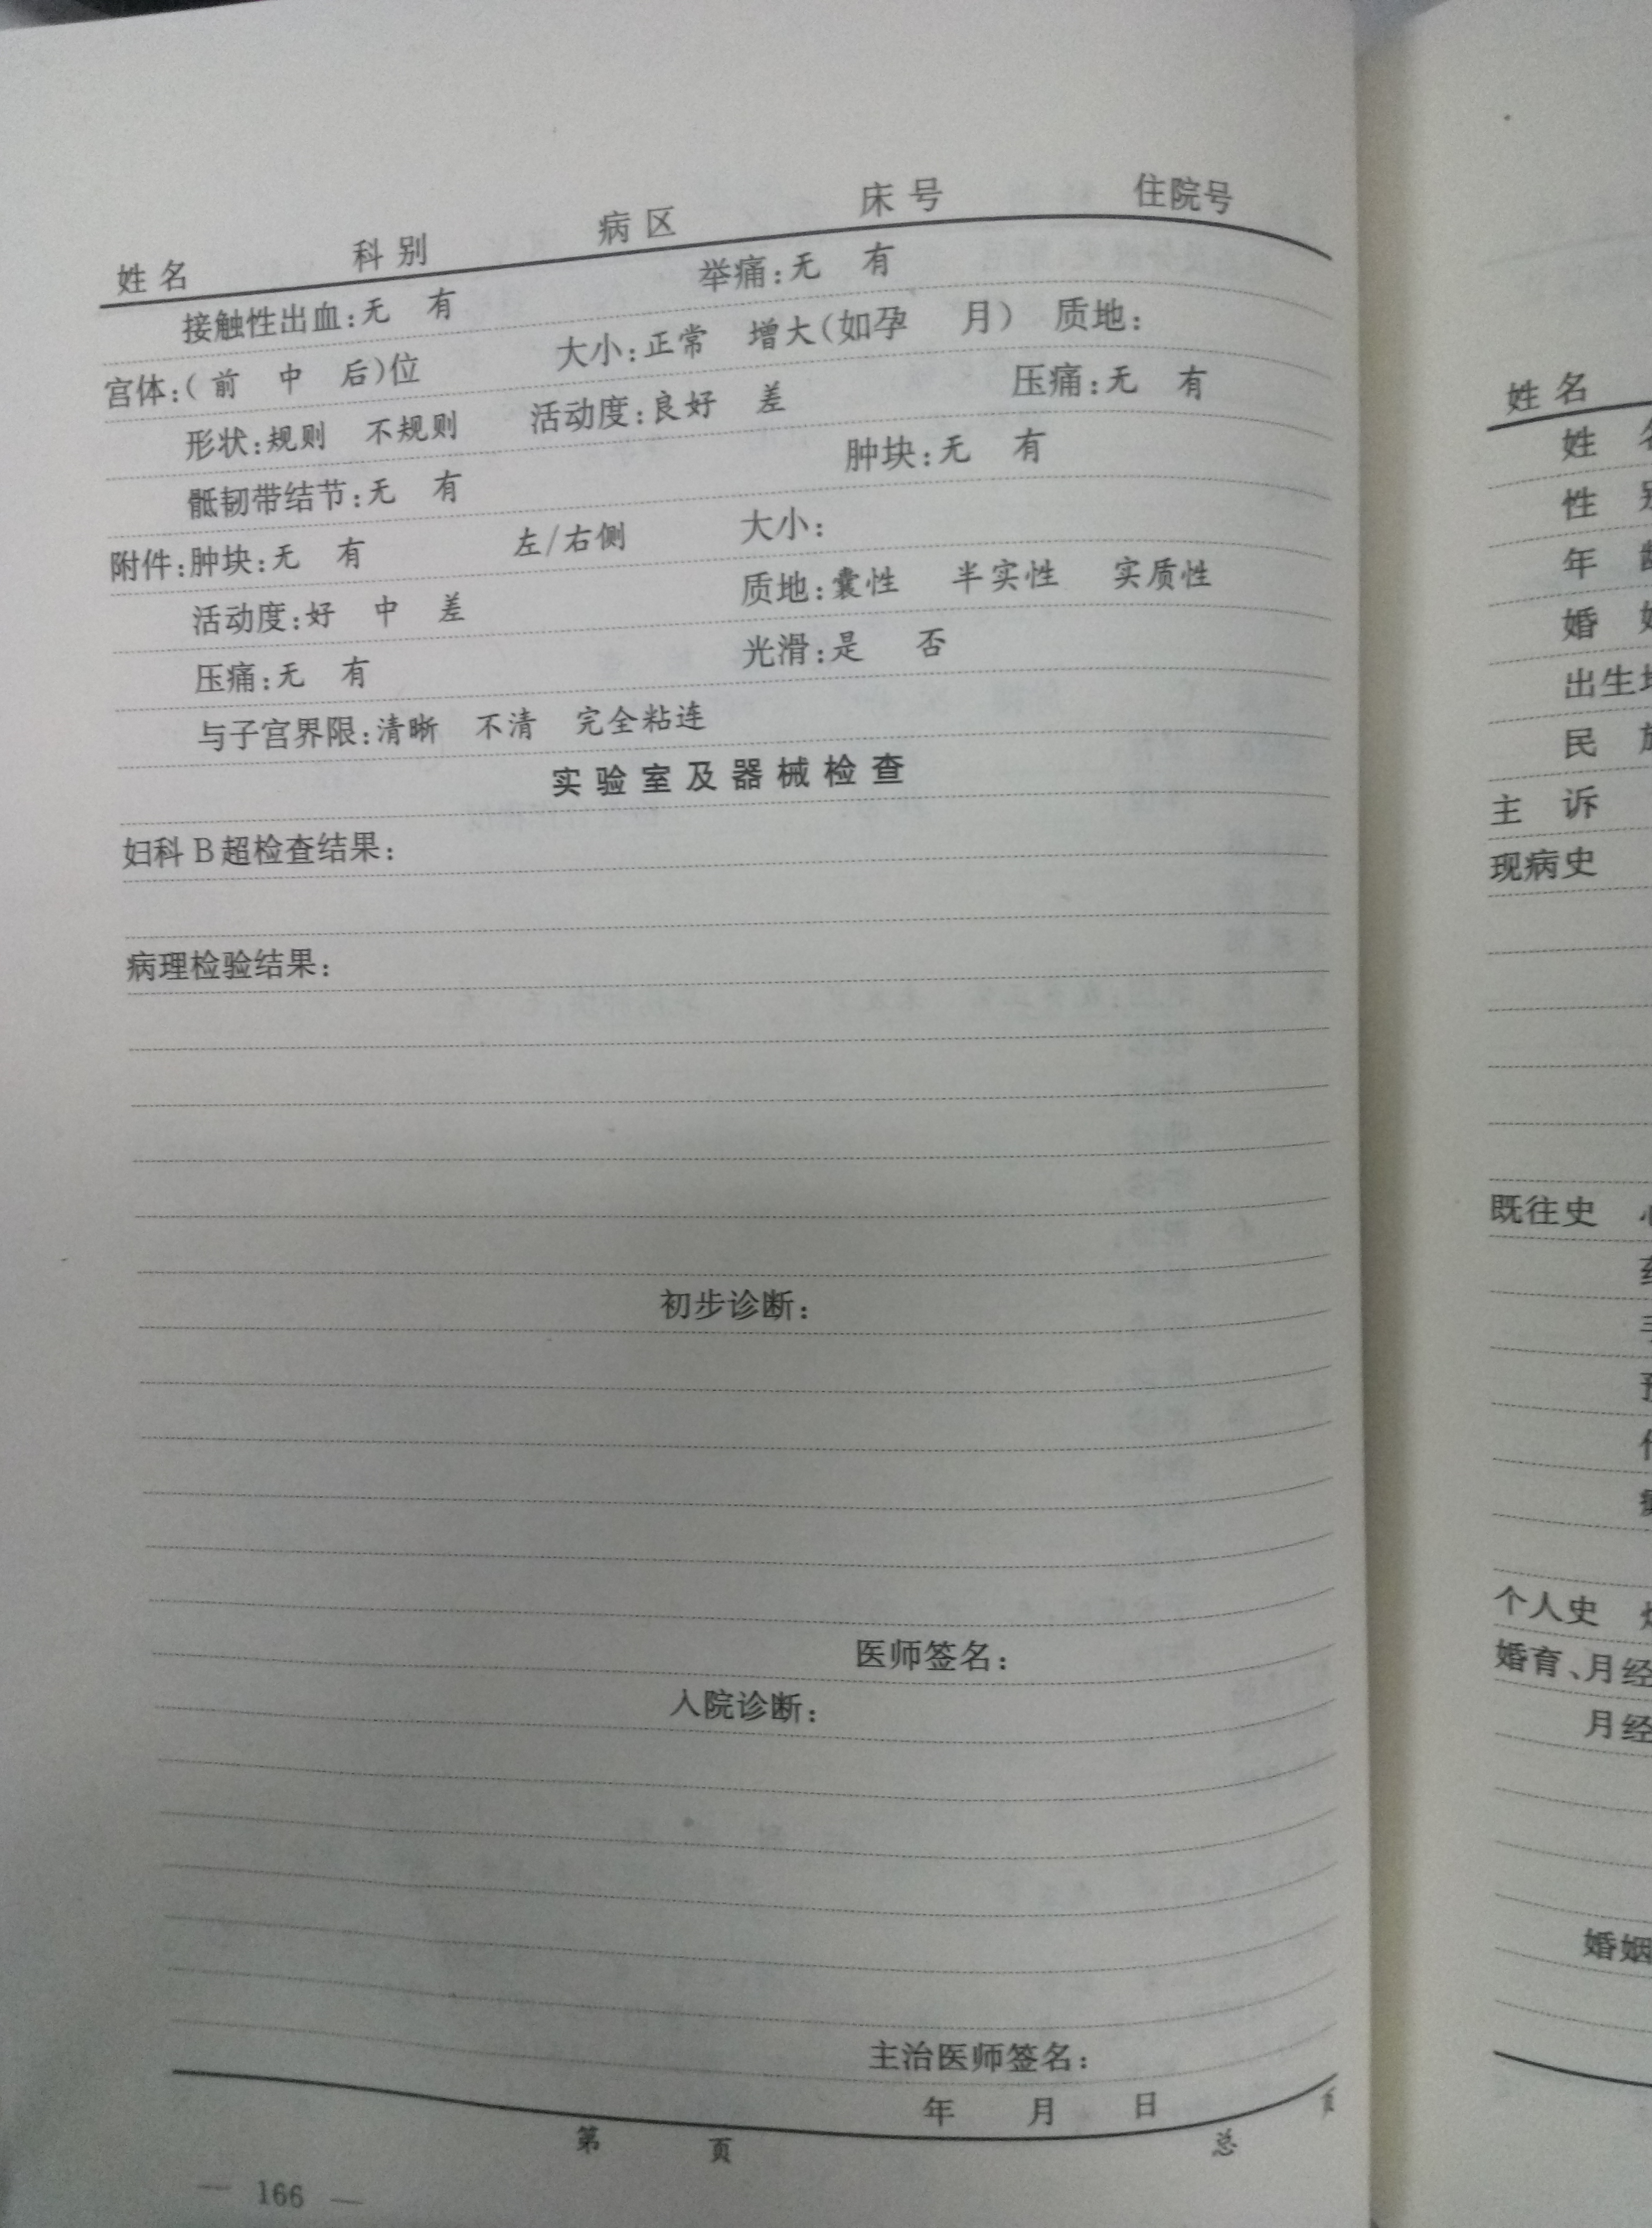 姓名 科别 病区 床号 住院号
接触性出血:无 有 举痛:无 有
宫体:(前 中 后)位 大小:正常 增大(如孕 月) 质地:
形状:规则 不规则 活动度:良好 差 压痛:无 有
骶韧带结节:无 有 肿块:无 有
附件:肿块:无 有 左/右侧 大小:
活动度:好 中 差 质地:囊性 半实性 实质性
压痛:无 有 光滑:是 否
与子宫界限:清晰 不清 完全粘连
实验室及器械检查
妇科B超检查结果:
病理检验结果:
初步诊断:
医师签名:
入院诊断:
主治医师签名:
年 月 日
第 页 总
— 166 —
姓名
姓
性
年
婚
出生
民
主 诉
现病史
既往史
个人史
婚育、月经
月经
婚姻